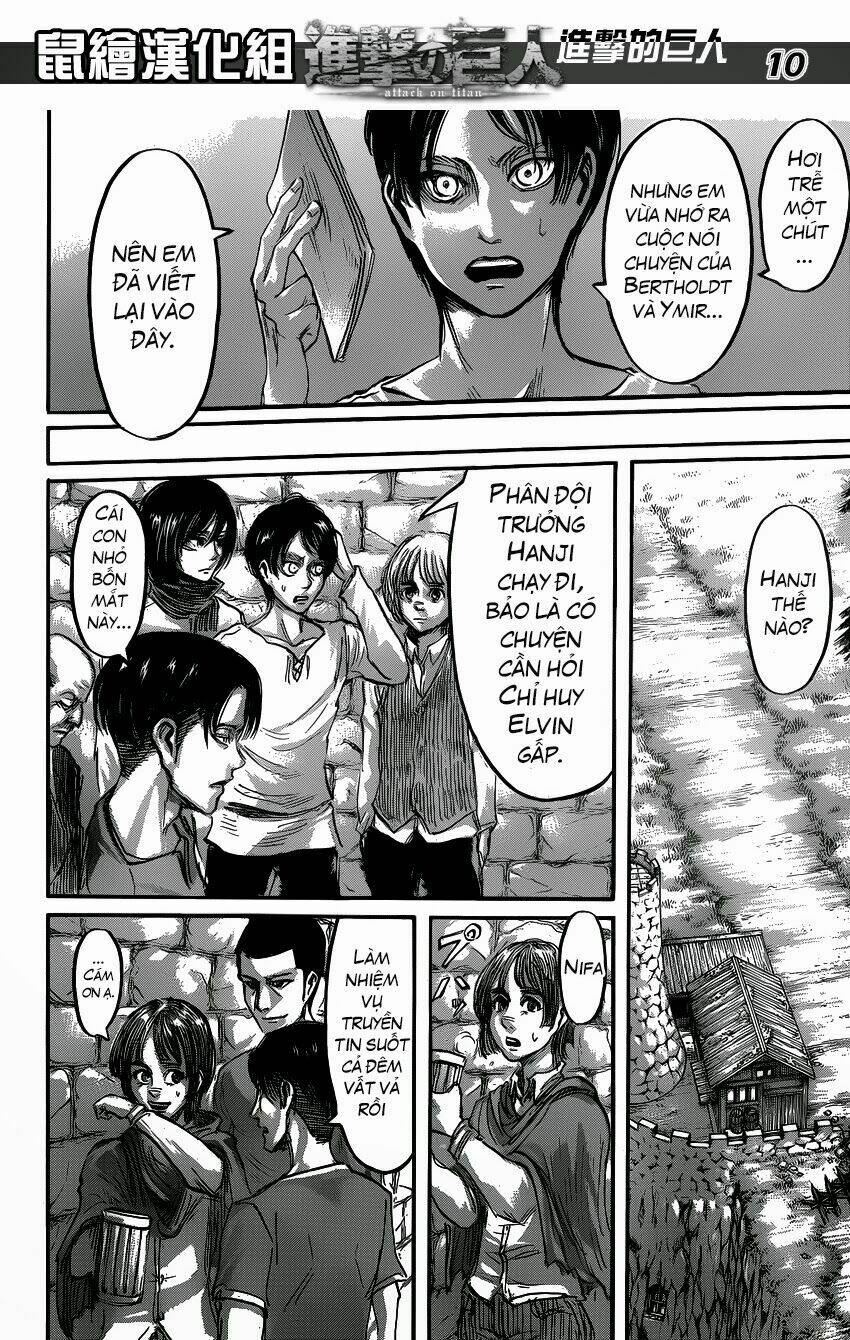 鼠繪漢化組
進撃の巨人
attack on titan
進擊的巨人
10
HƠI
TRỄ
MỘT
CHÚT
...
NHƯNG EM
VỪA NHỚ RA
CUỘC NÓI
CHUYỆN CỦA
BERTHOLDT
VÀ YMIR...
NÊN EM
ĐÃ VIẾT
LẠI VÀO
ĐÂY.
HANJI
THẾ
NÀO?
PHÂN ĐỘI
TRƯỞNG
HANJI
CHẠY ĐI,
BẢO LÀ CÓ
CHUYỆN
CẦN HỎI
CHỈ HUY
ELVIN
GẤP.
CÁI
CON
NHỎ
BỐN
MẮT
NÀY...
NIFA
プ
LÀM
NHIỆM
VỤ
TRUYỀN
TIN SUỐT
CẢ ĐÊM
VẤT VẢ
RỒI
...
CÁM
ƠN Ạ.